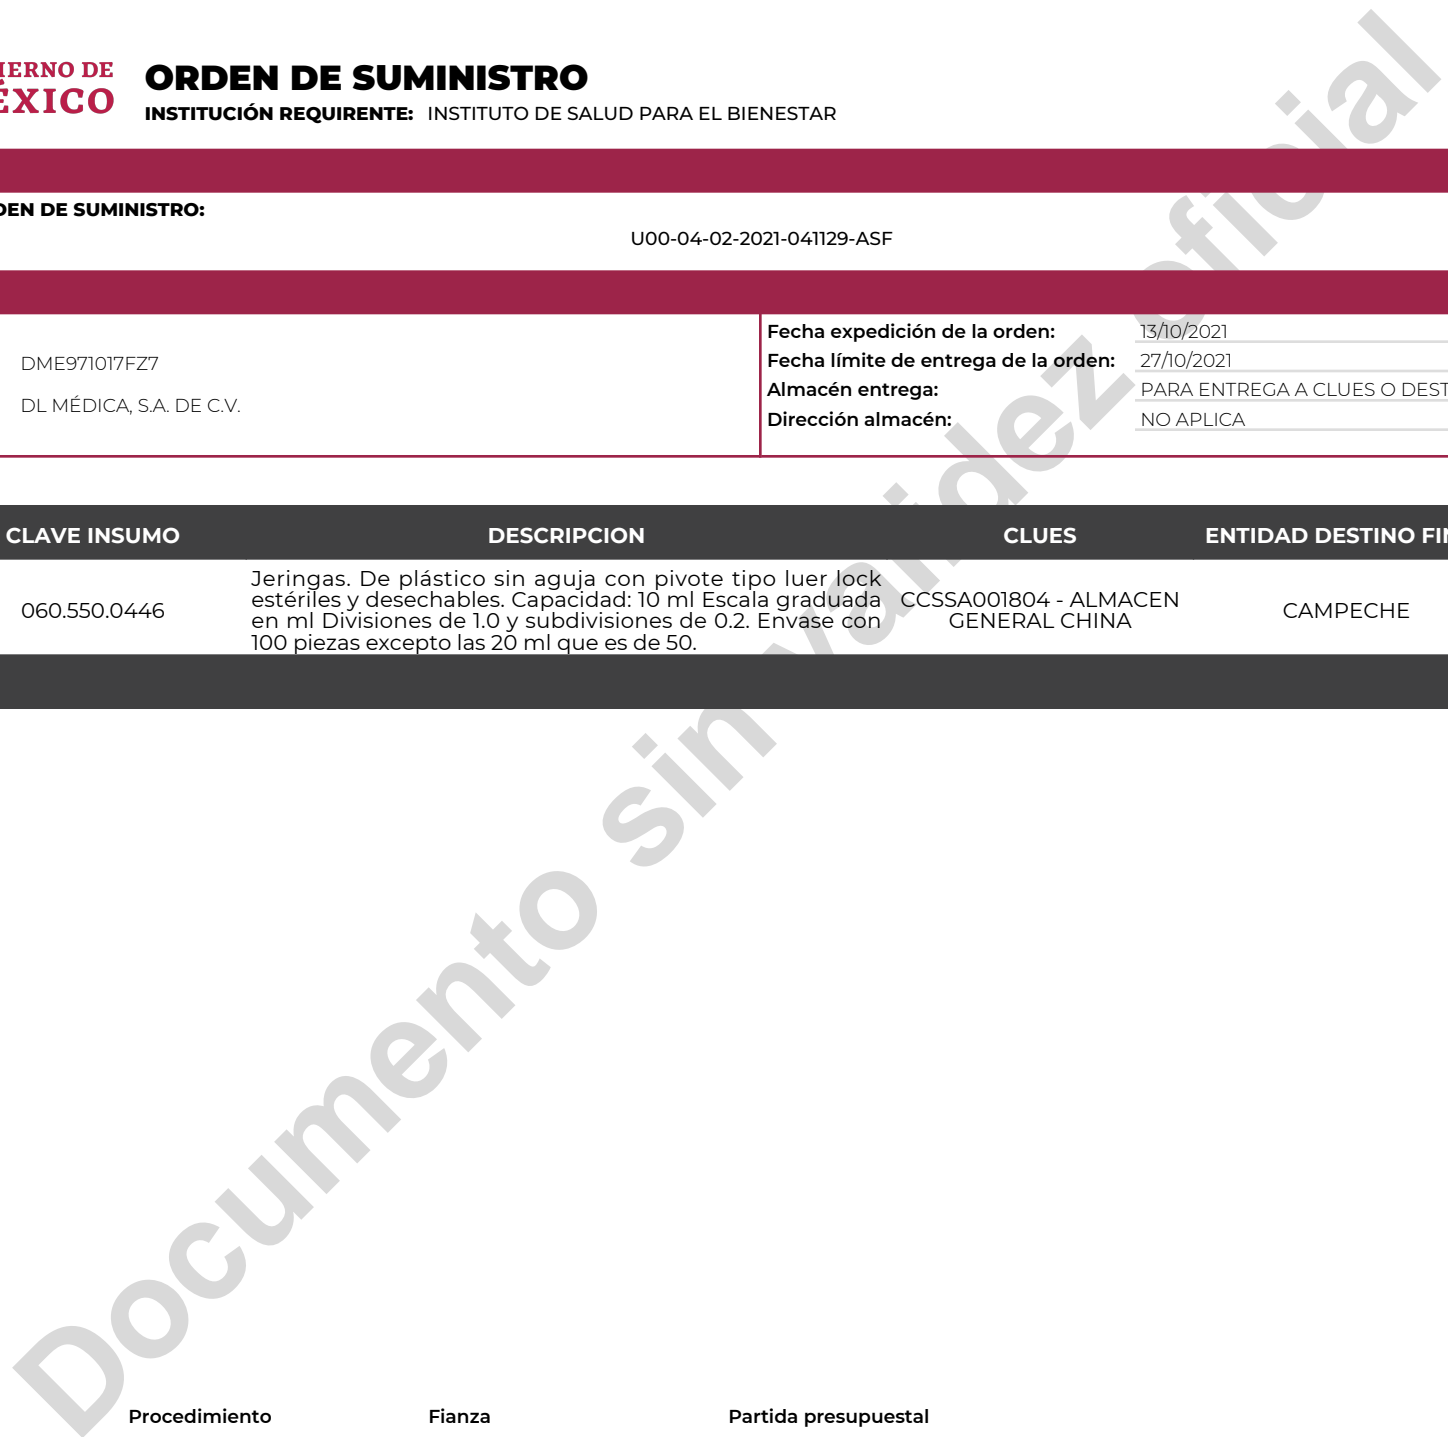 IERNO DE
ÉXICO
ORDEN DE SUMINISTRO
INSTITUCIÓN REQUIRENTE: INSTITUTO DE SALUD PARA EL BIENESTAR
DEN DE SUMINISTRO:
U00-04-02-2021-041129-ASF
DME971017FZ7
DL MÉDICA, S.A. DE C.V.
Fecha expedición de la orden: 13/10/2021
Fecha límite de entrega de la orden: 27/10/2021
Almacén entrega: PARA ENTREGA A CLUES O DEST
Dirección almacén: NO APLICA
CLAVE INSUMO DESCRIPCION CLUES ENTIDAD DESTINO FIN
060.550.0446
Jeringas. De plástico sin aguja con pivote tipo luer lock
estériles y desechables. Capacidad: 10 ml Escala graduada
en ml Divisiones de 1.0 y subdivisiones de 0.2. Envase con
100 piezas excepto las 20 ml que es de 50.
CCSSA001804 - ALMACEN
GENERAL CHINA
CAMPECHE
Documento sin validez oficial
Procedimiento Fianza Partida presupuestal